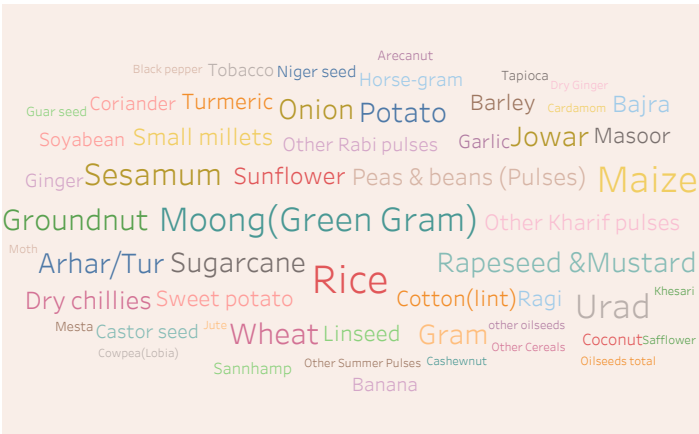 Arecanut
Black pepper Tobacco Niger seed Horse-gram Tapioca Dry Ginger
Guar seed Coriander Turmeric Onion Potato Barley Cardamom Bajra
Soyabean Small millets Other Rabi pulses Garlic Jowar Masoor
Ginger Sesamum Sunflower Peas & beans (Pulses) Maize
Groundnut Moong(Green Gram) Other Kharif pulses
Moth Arhar/Tur Sugarcane Rice Rapeseed &Mustard
Dry chillies Sweet potato Cotton(lint) Ragi Urad Khesari
Mesta Castor seed Jute Wheat Linseed Gram other oilseeds Coconut Safflower
Cowpea(Lobia) Other Cereals
Sannhamp Other Summer Pulses Cashewnut Oilseeds total
Banana